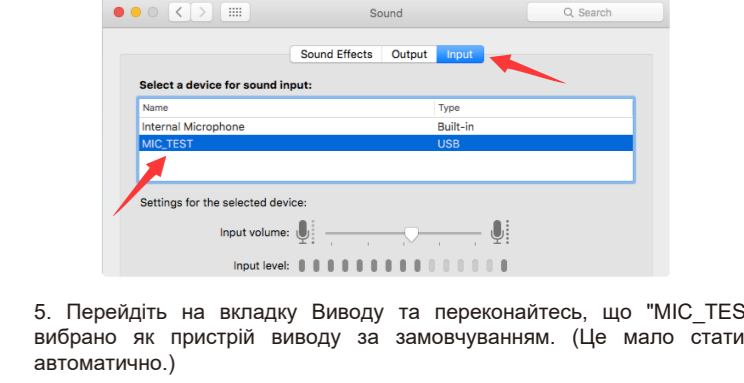 Sound
Search
Sound Effects Output Input
Select a device for sound input:
Name Type
Internal Microphone Built-in
MIC_TEST USB
Settings for the selected device:
Input volume:
Input level:
5. Перейдіть на вкладку Виводу та переконайтесь, що "MIC_TES
вибрано як пристрій виводу за замовчуванням. (Це мало стати
автоматично.)